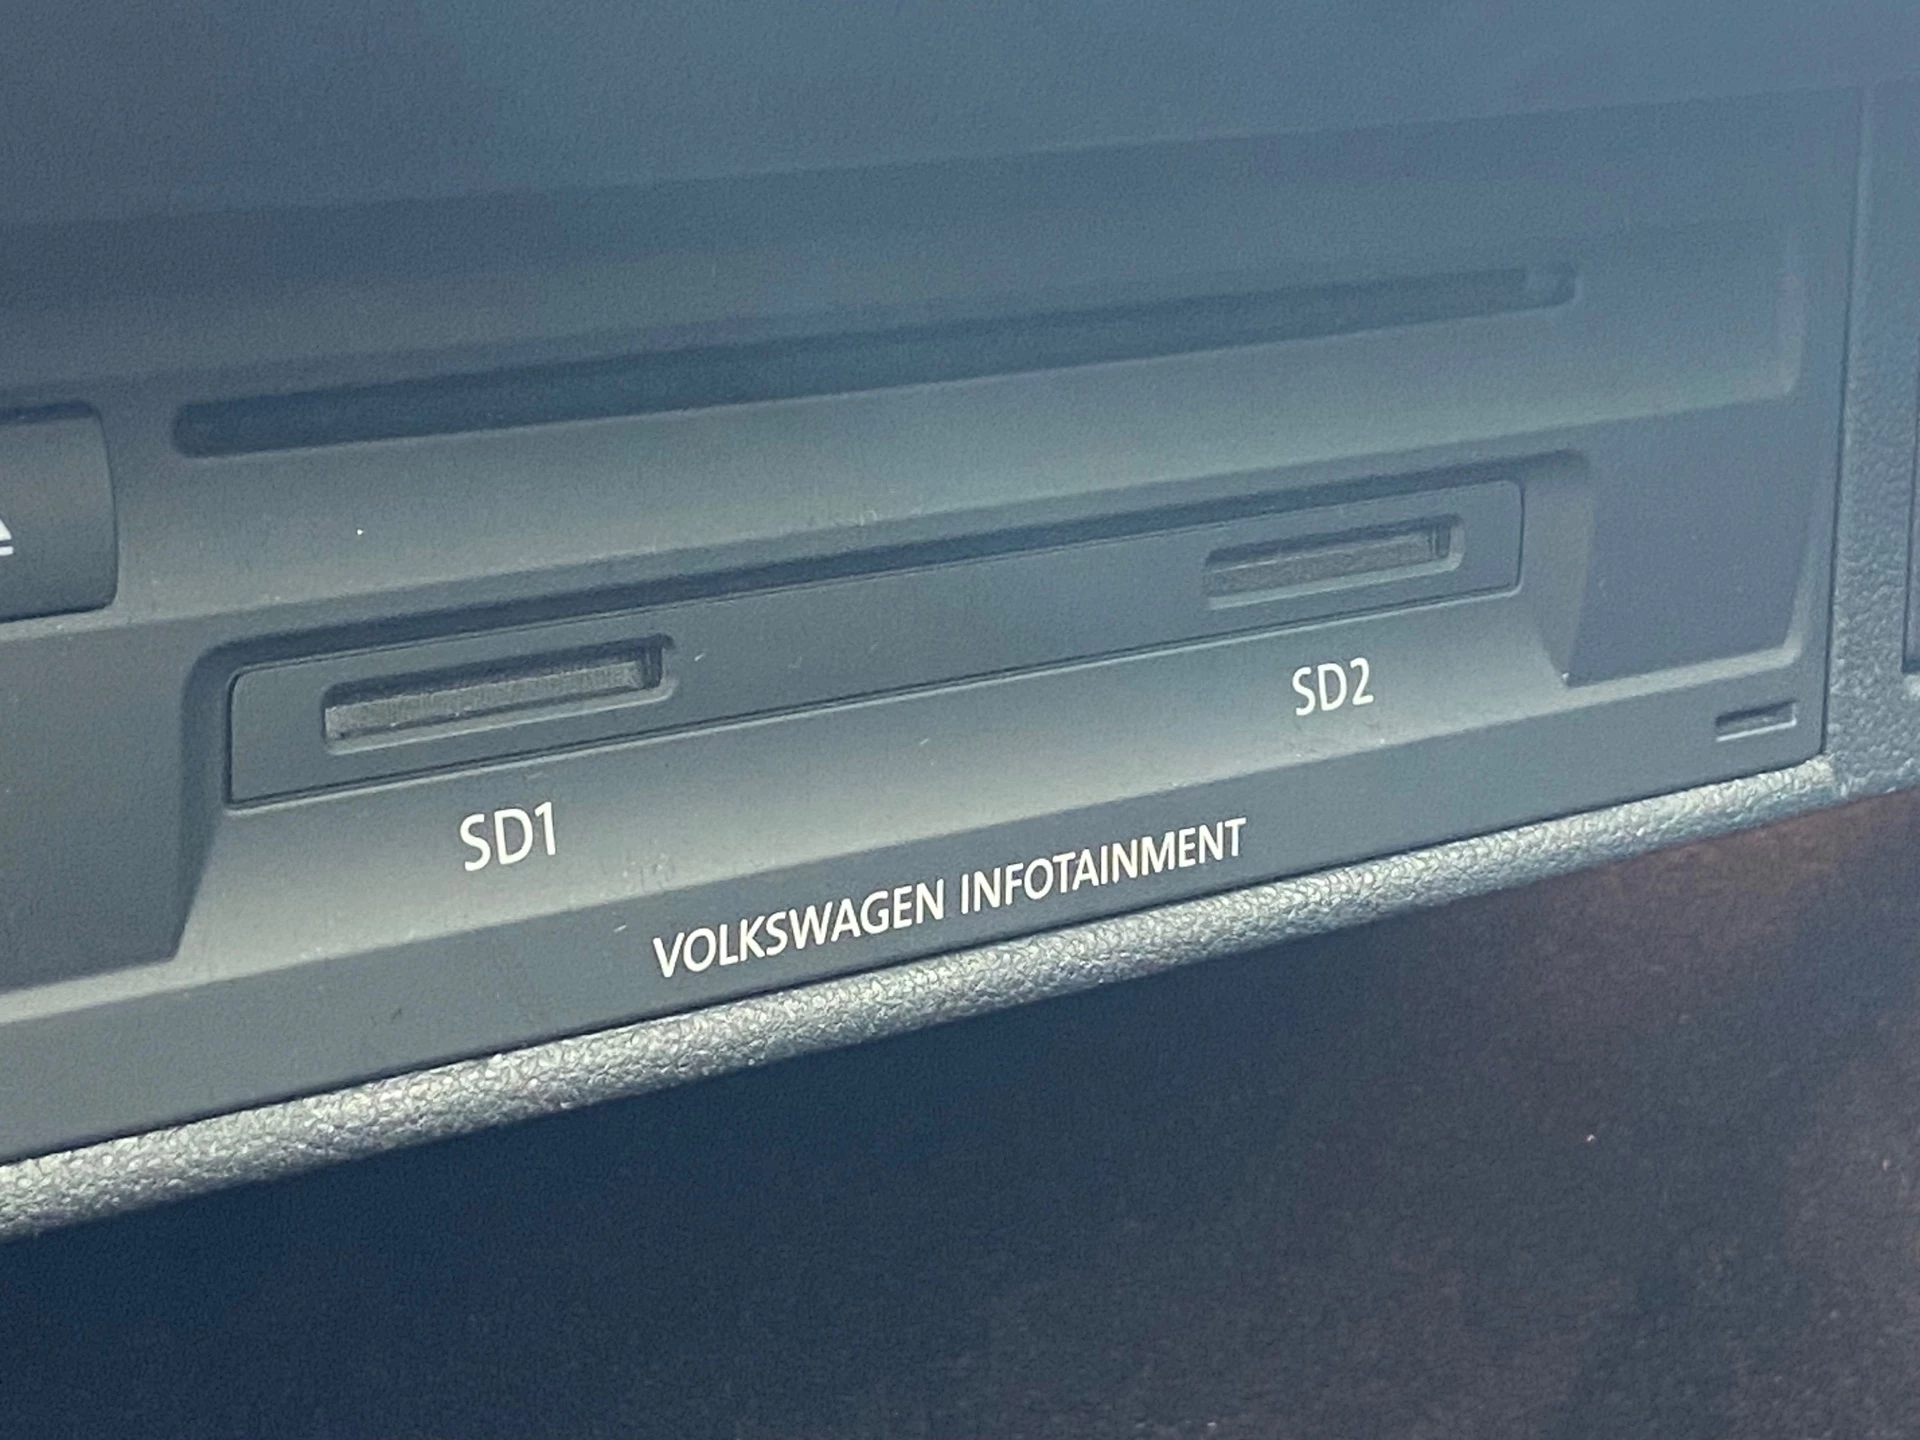 SD1
SD2
VOLKSWAGEN INFOTAINMENT